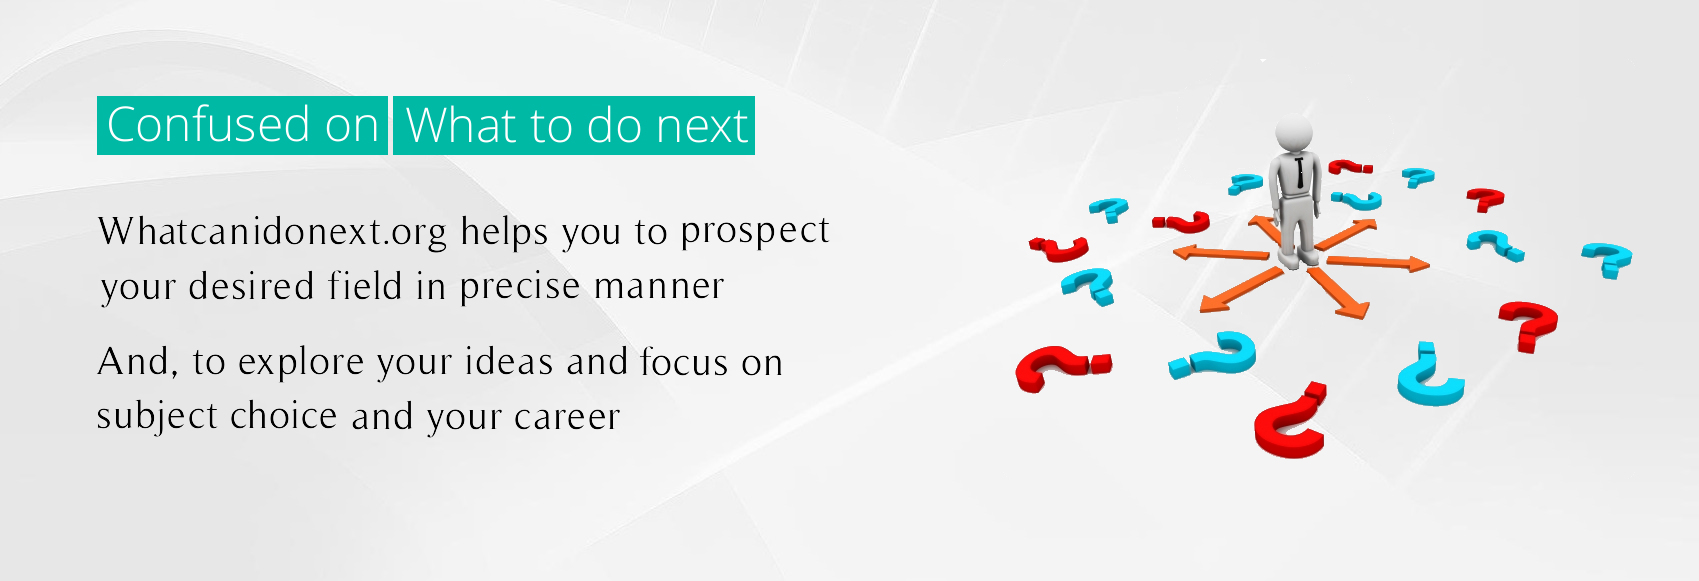 Confused on What to do next
Whatcanidonext.org helps you to prospect
your desired field in precise manner
And, to explore your ideas and focus on
subject choice and your career